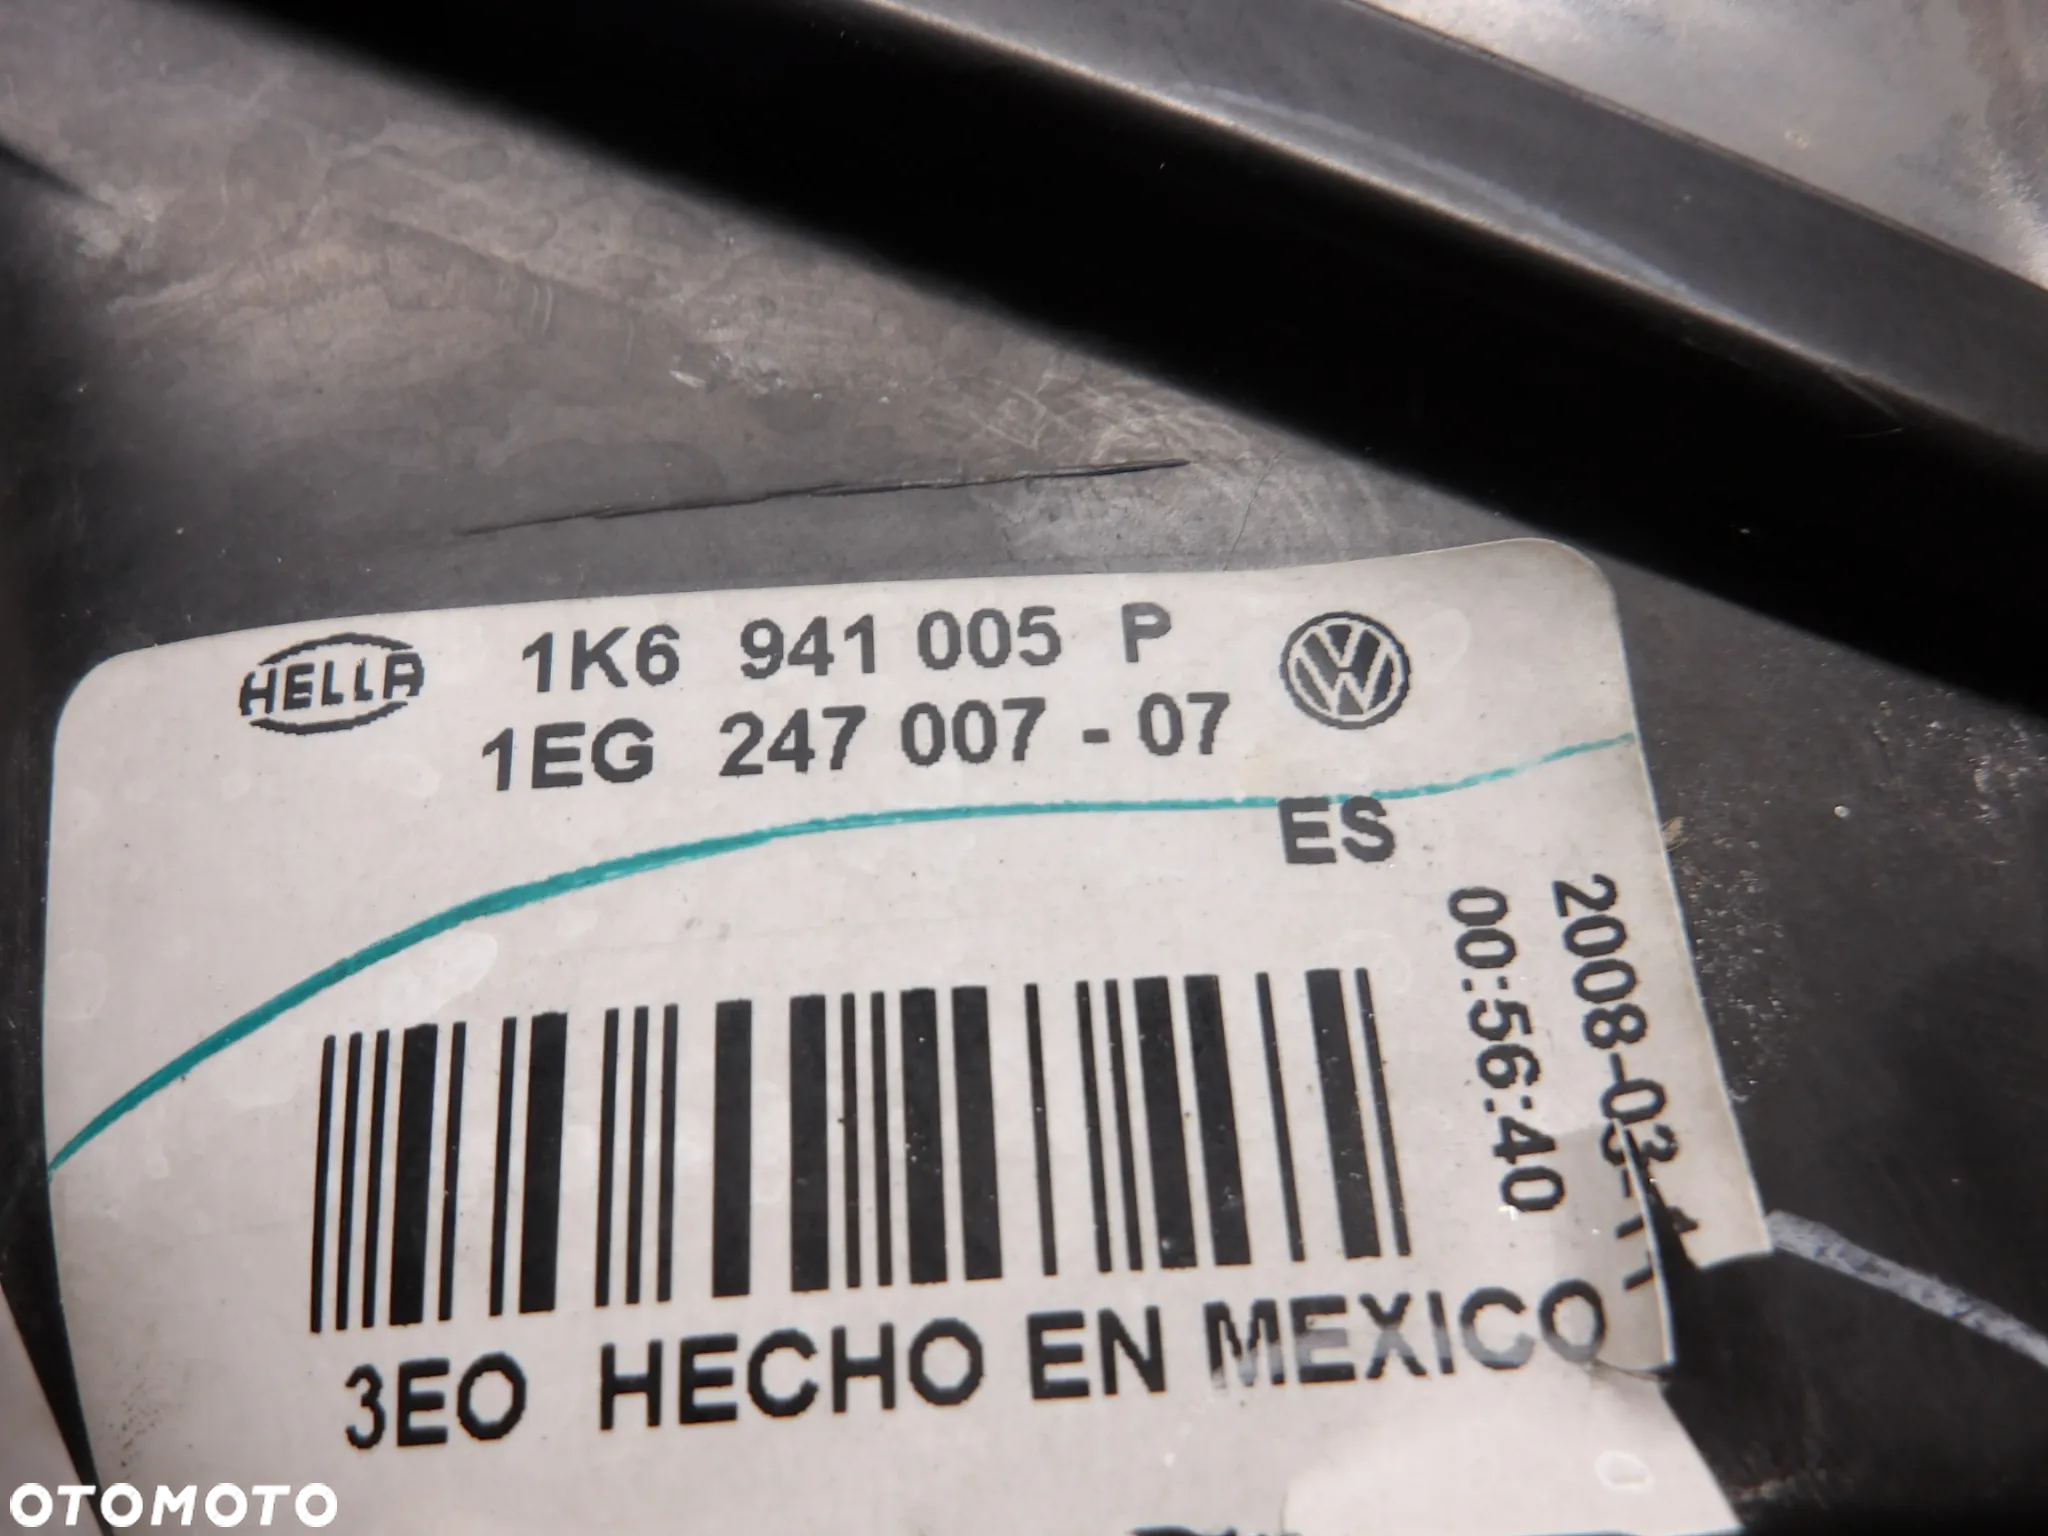 HELLA
1K6 941 005 P
1EG 247 007 - 07
ES
2008-03-
00:56:40
3EO HECHO EN MEXICO
OTOMOTO